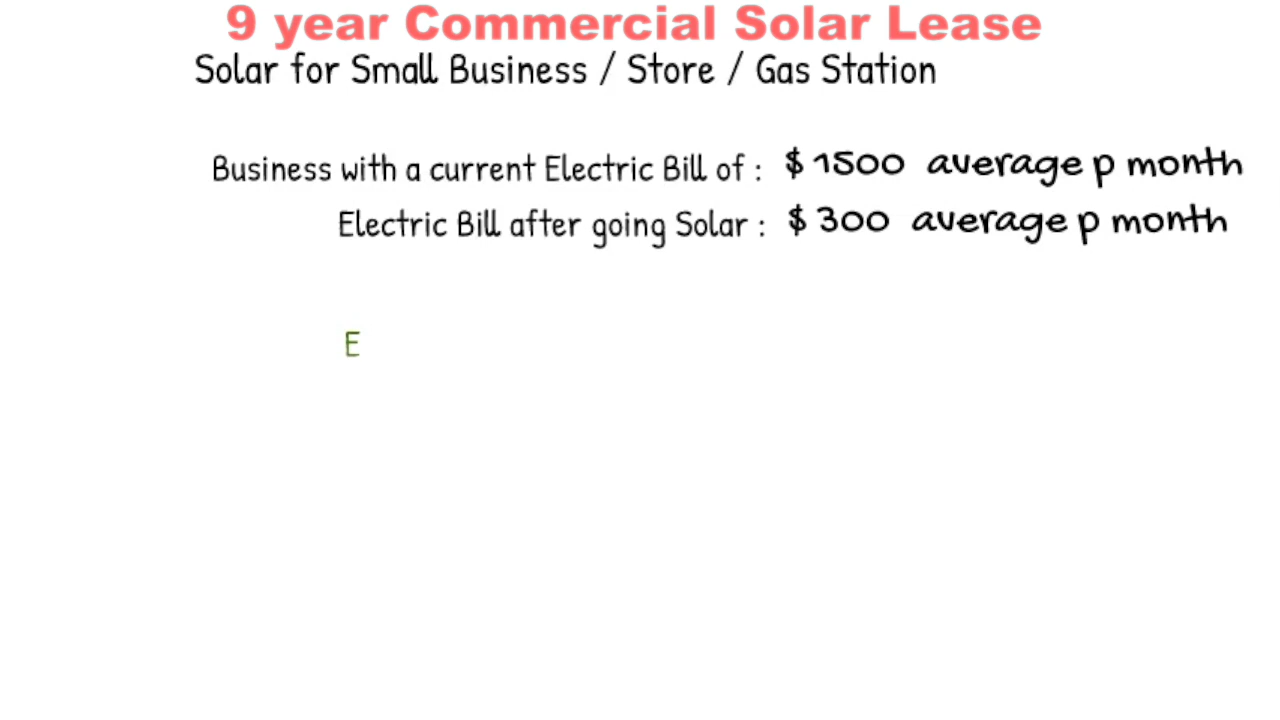 9 year Commercial Solar Lease
Solar for Small Business / Store / Gas Station
Business with a current Electric Bill of : $ 1500 average p month
Electric Bill after going Solar : $ 300 average p month
E